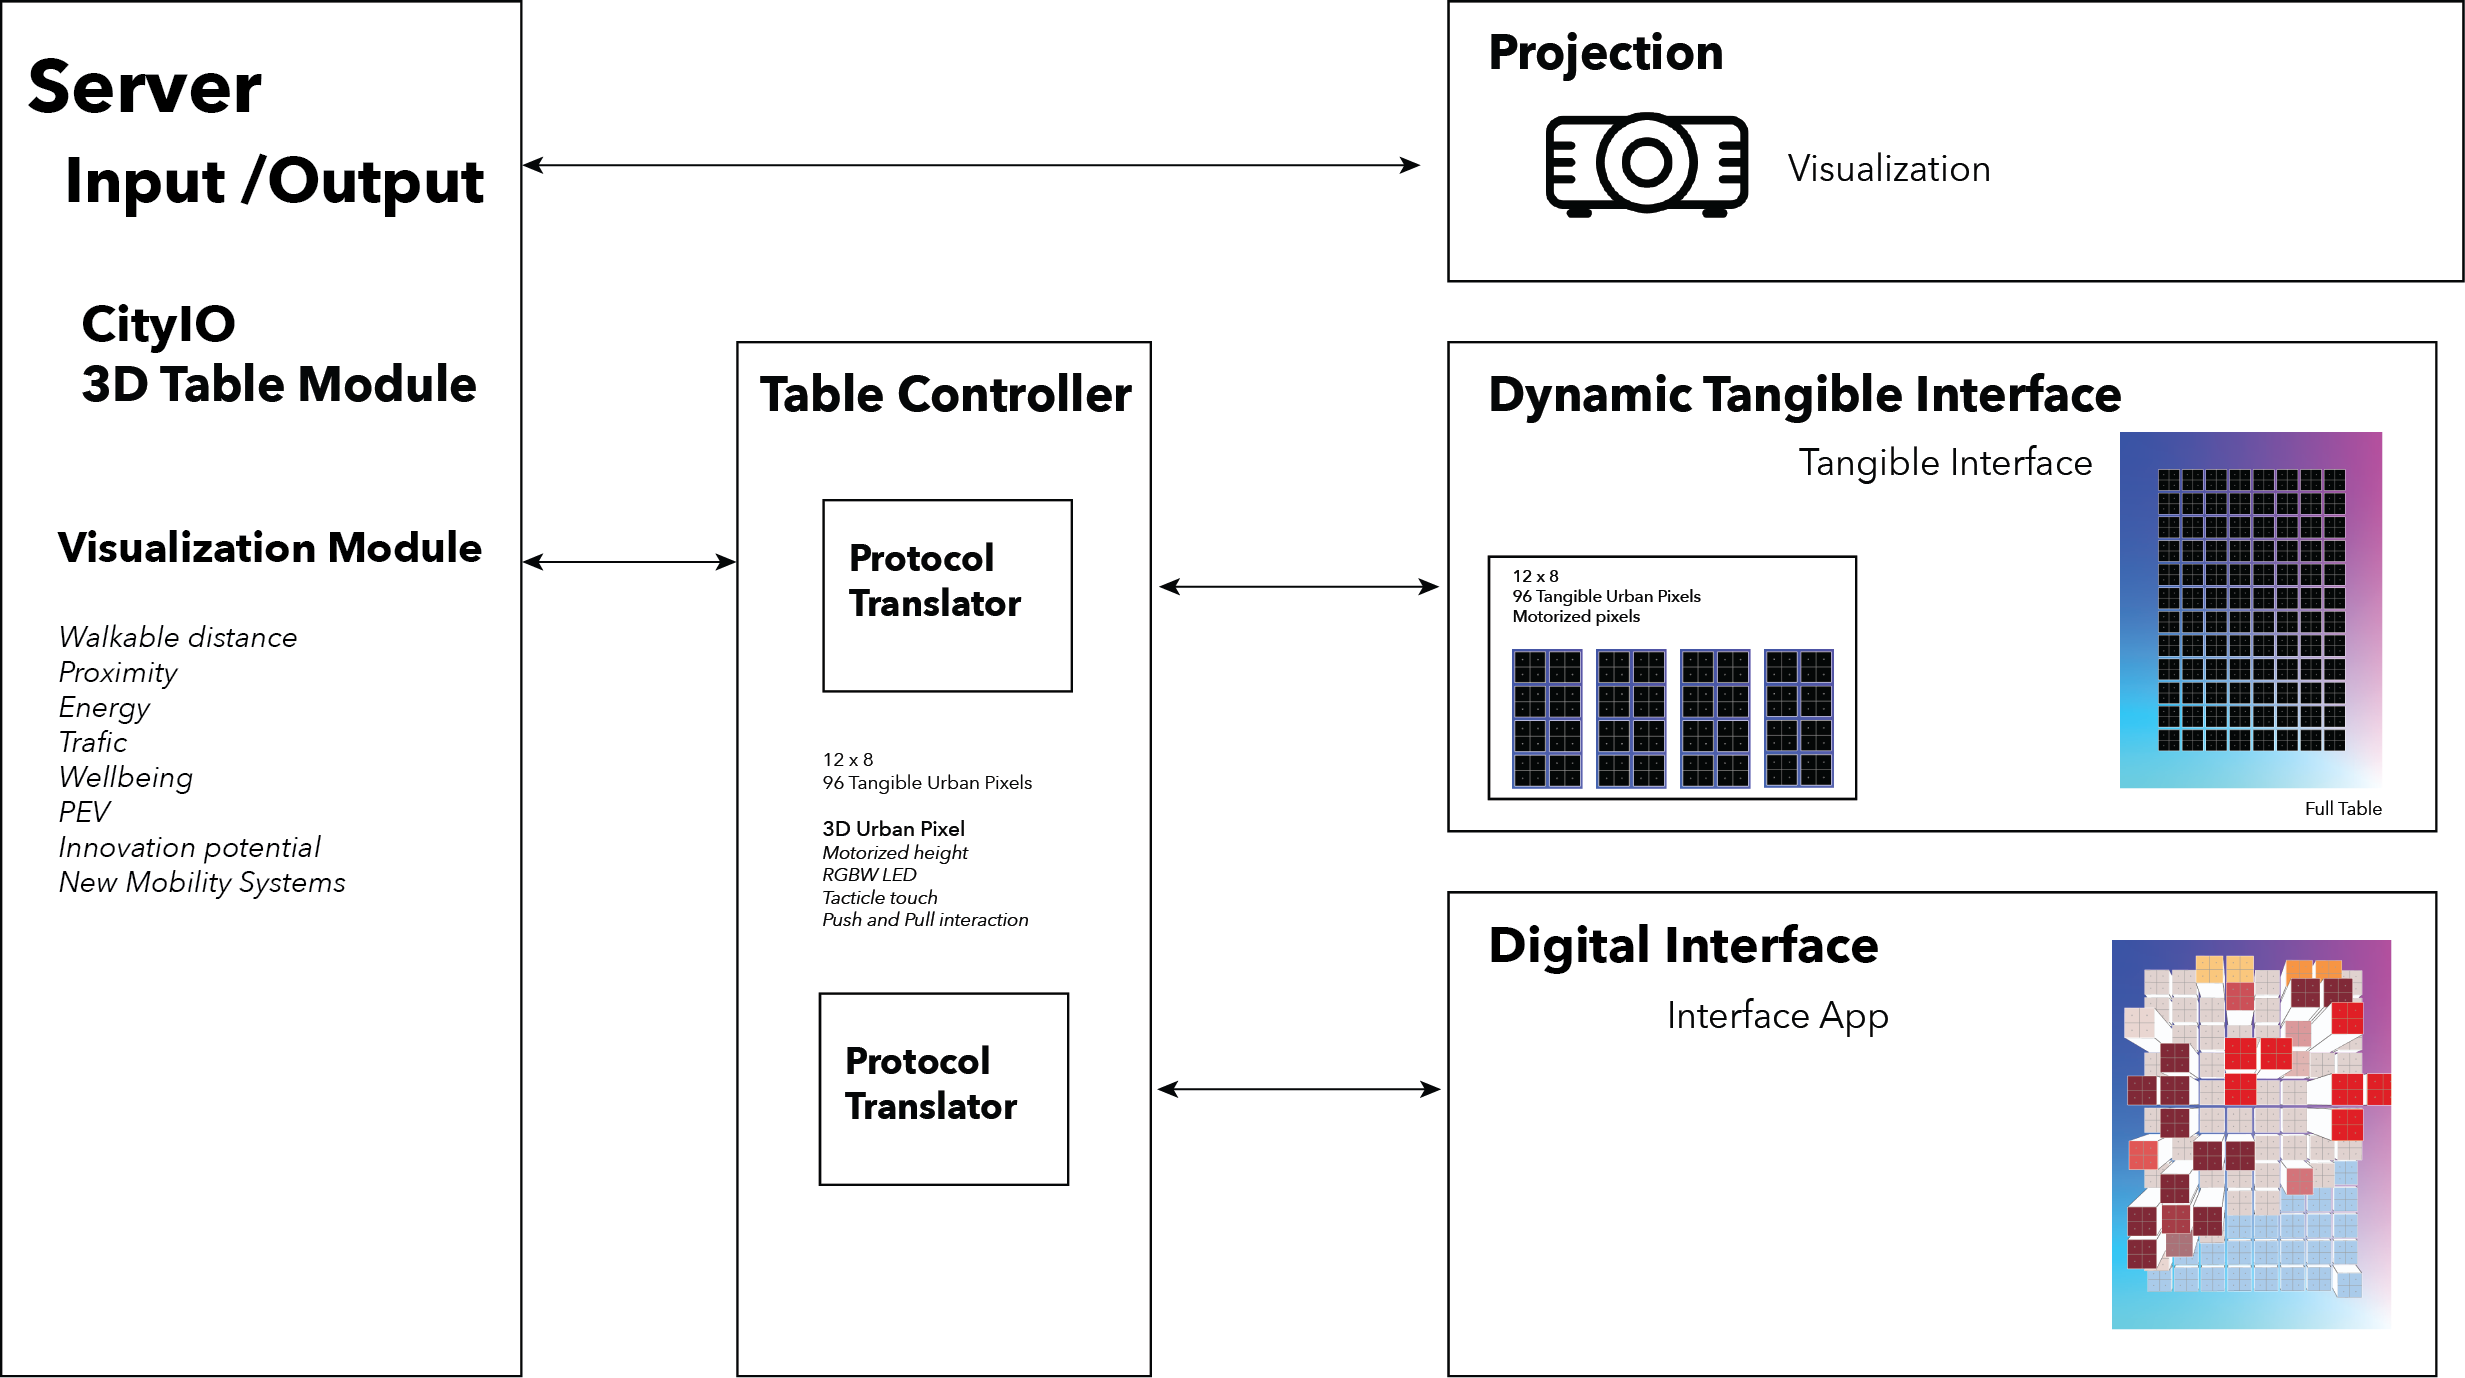 Server
Input /Output
CityIO
3D Table Module
Visualization Module
Walkable distance
Proximity
Energy
Trafic
Wellbeing
PEV
Innovation potential
New Mobility Systems
Table Controller
Protocol
Translator
12 x 8
96 Tangible Urban Pixels
3D Urban Pixel
Motorized height
RGBW LED
Tacticle touch
Push and Pull interaction
Protocol
Translator
Projection
Visualization
Dynamic Tangible Interface
Tangible Interface
12 x 8
96 Tangible Urban Pixels
Motorized pixels
Full Table
Digital Interface
Interface App